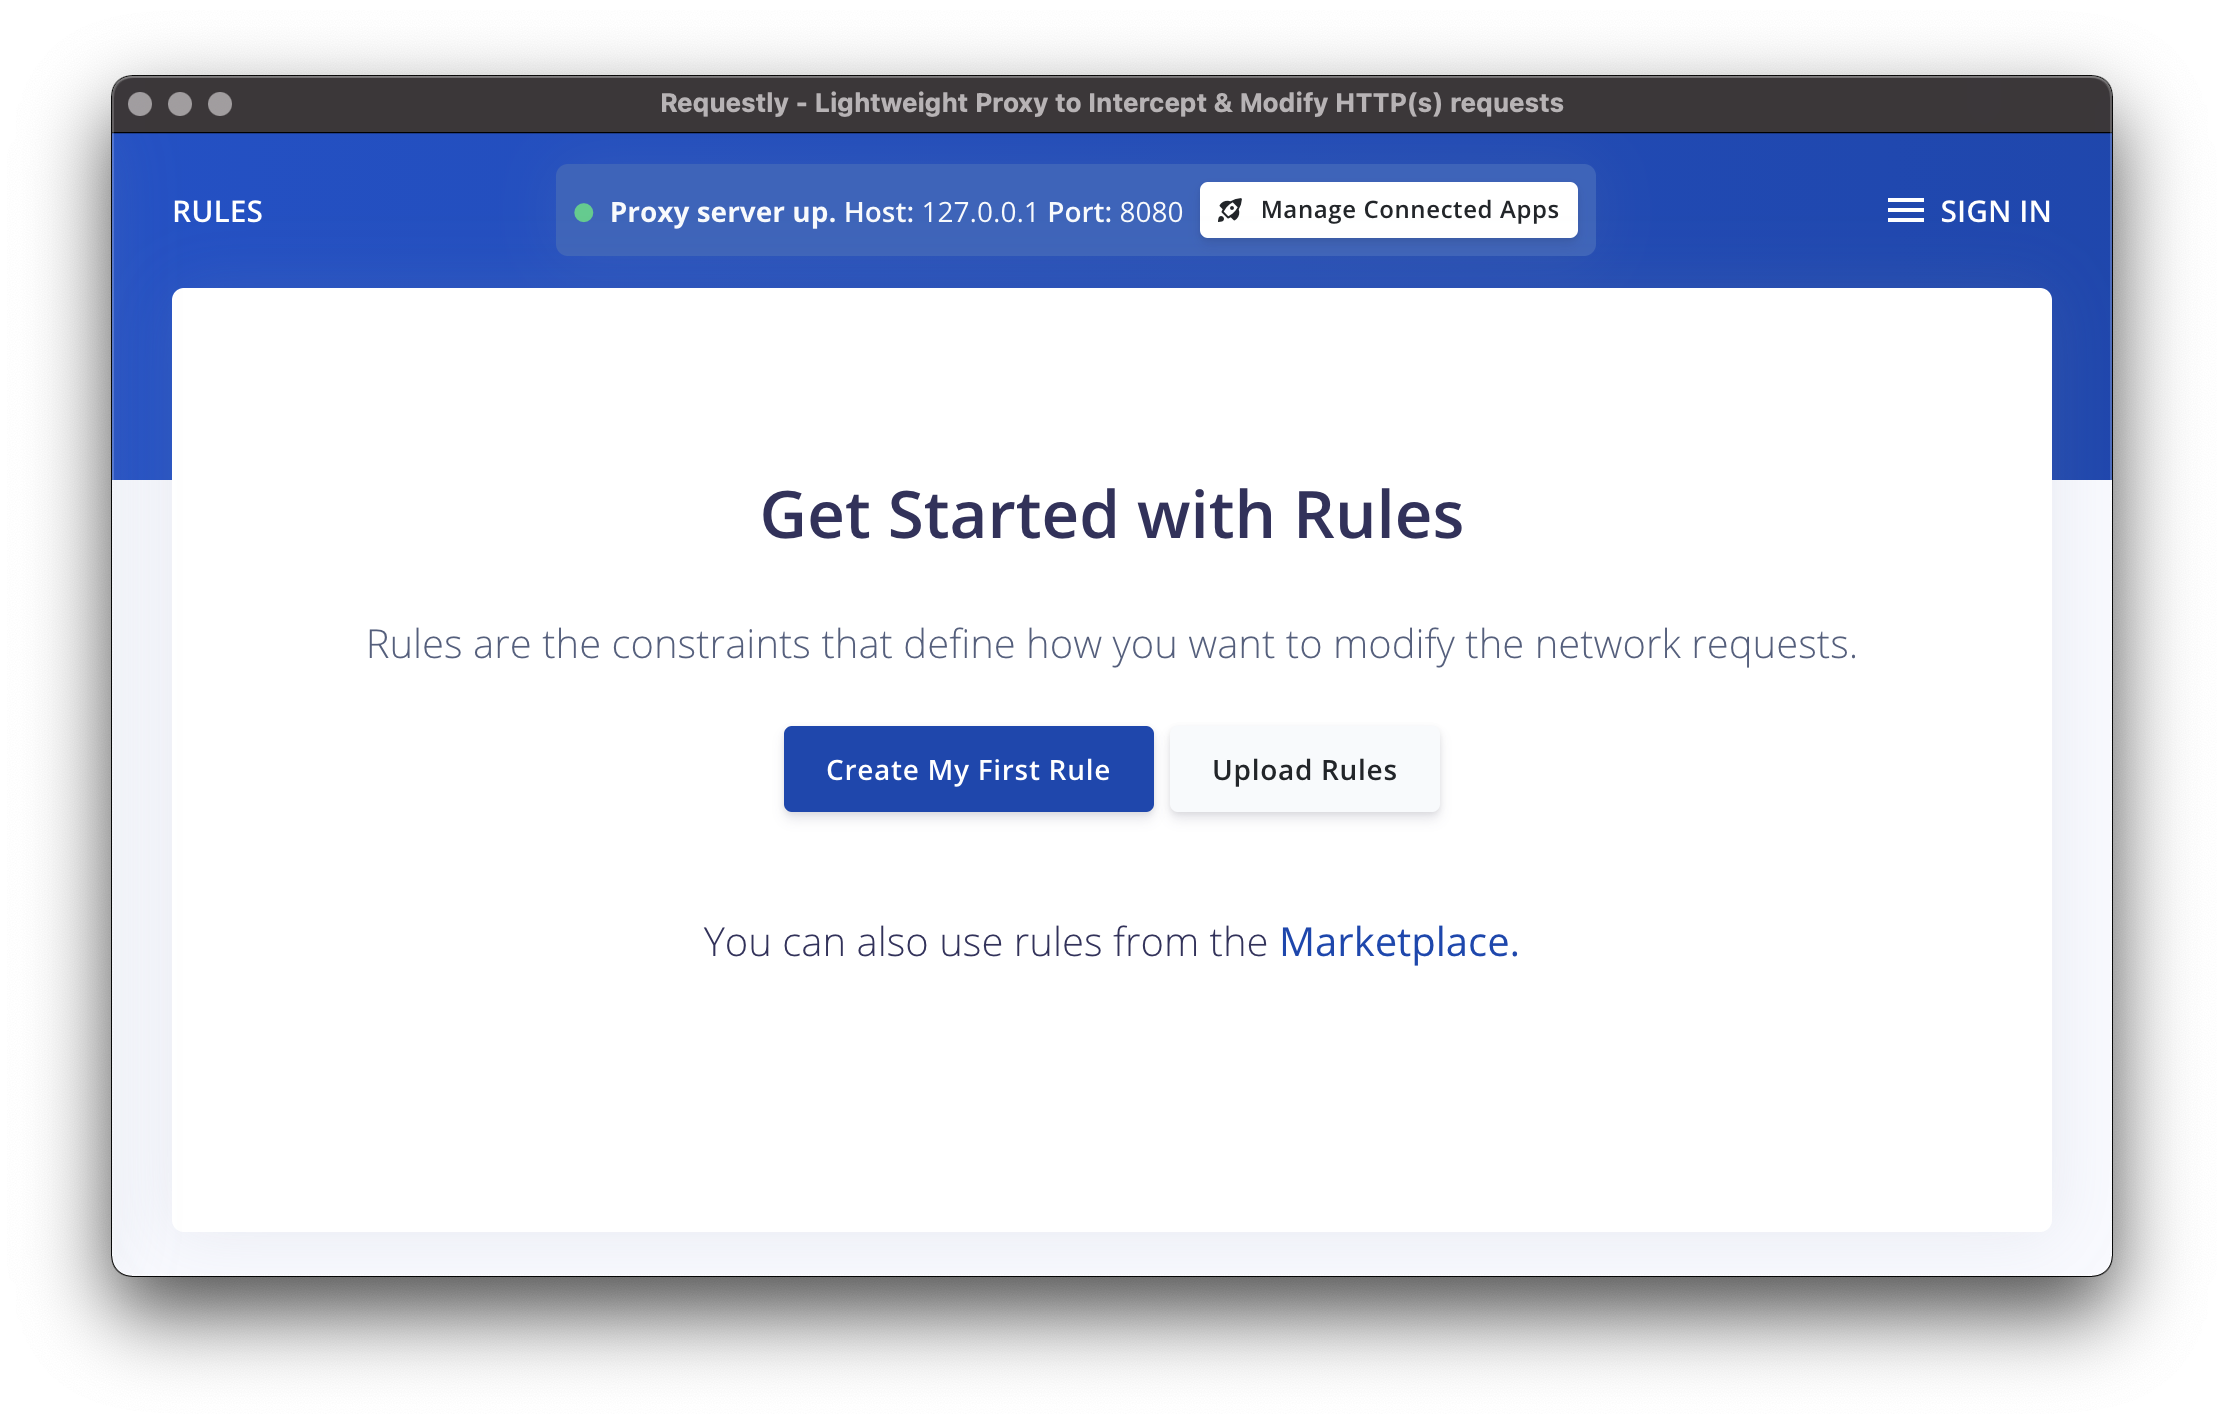 Requestly - Lightweight Proxy to Intercept & Modify HTTP(s) requests
RULES
Proxy server up. Host: 127.0.0.1 Port: 8080
Manage Connected Apps
SIGN IN
Get Started with Rules
Rules are the constraints that define how you want to modify the network requests.
Create My First Rule
Upload Rules
You can also use rules from the Marketplace.